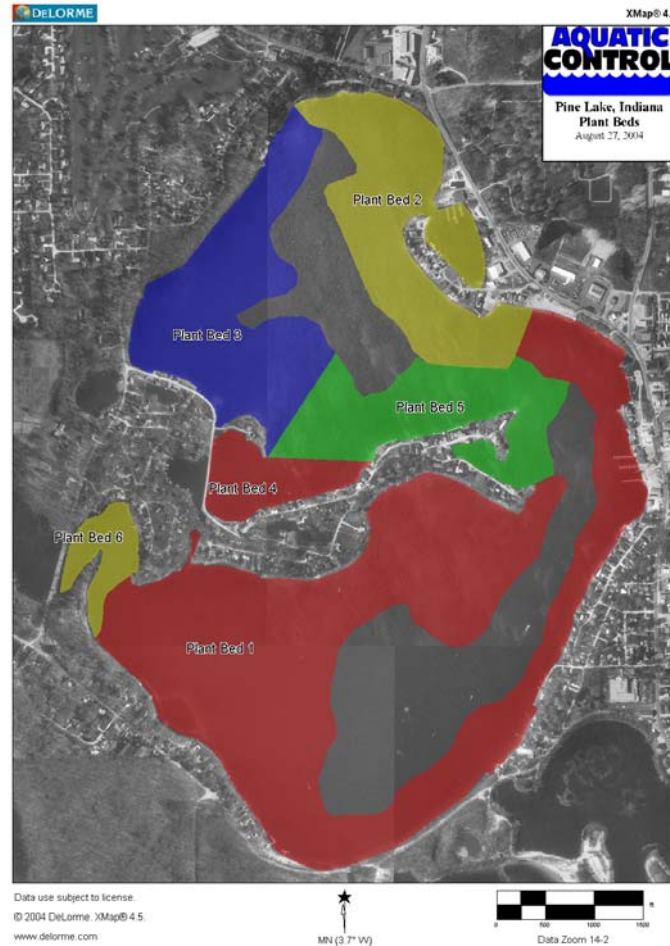 DELORME
XMap® 4.
AQUATIC
CONTROL
Pine Lake, Indiana
Plant Beds
August 27, 2004
Plant Bed 2
Plant Bed 3
Plant Bed 5
Plant Bed 4
Plant Bed 6
Plant Bed 1
Data use subject to license.
© 2004 DeLorme. XMap® 4.5.
www.delorme.com
MN (3.7° W)
ft
0 500 1000 1500
Data Zoom 14-2